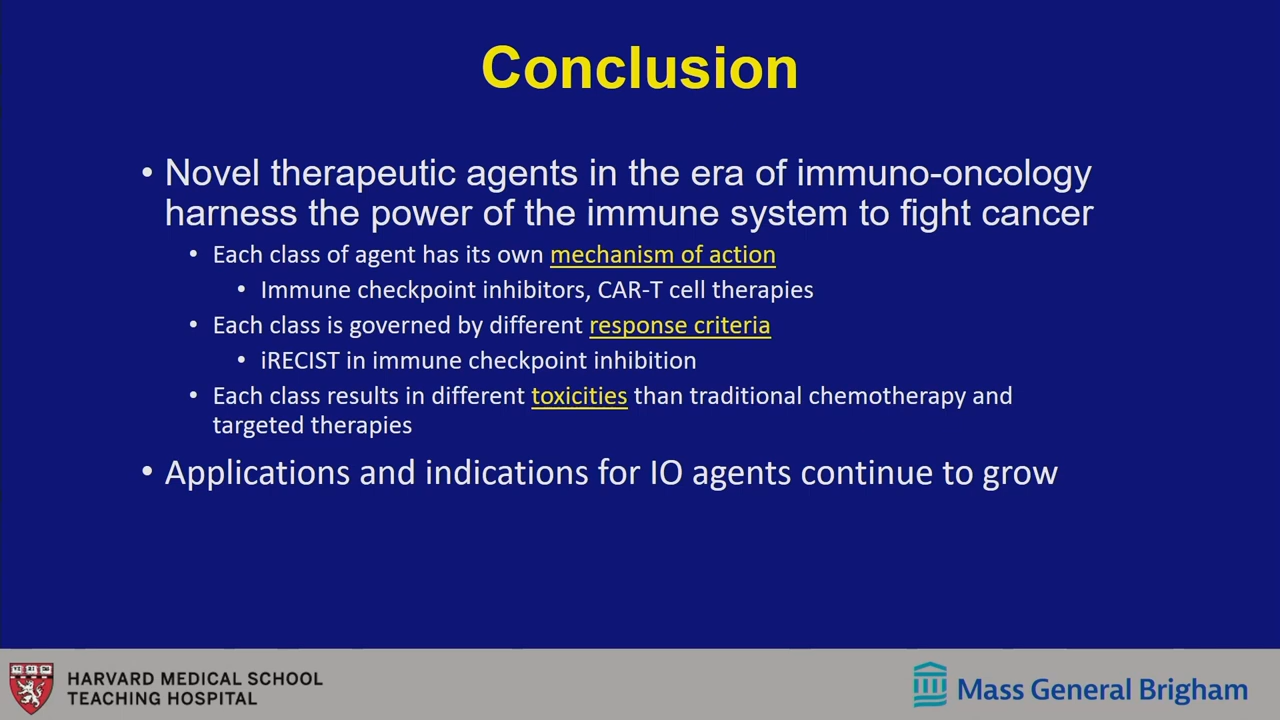 Conclusion
• Novel therapeutic agents in the era of immuno-oncology
harness the power of the immune system to fight cancer
• Each class of agent has its own mechanism of action
• Immune checkpoint inhibitors, CAR-T cell therapies
• Each class is governed by different response criteria
• iRECIST in immune checkpoint inhibition
• Each class results in different toxicities than traditional chemotherapy and
targeted therapies
• Applications and indications for IO agents continue to grow
HARVARD MEDICAL SCHOOL
TEACHING HOSPITAL
Mass General Brigham